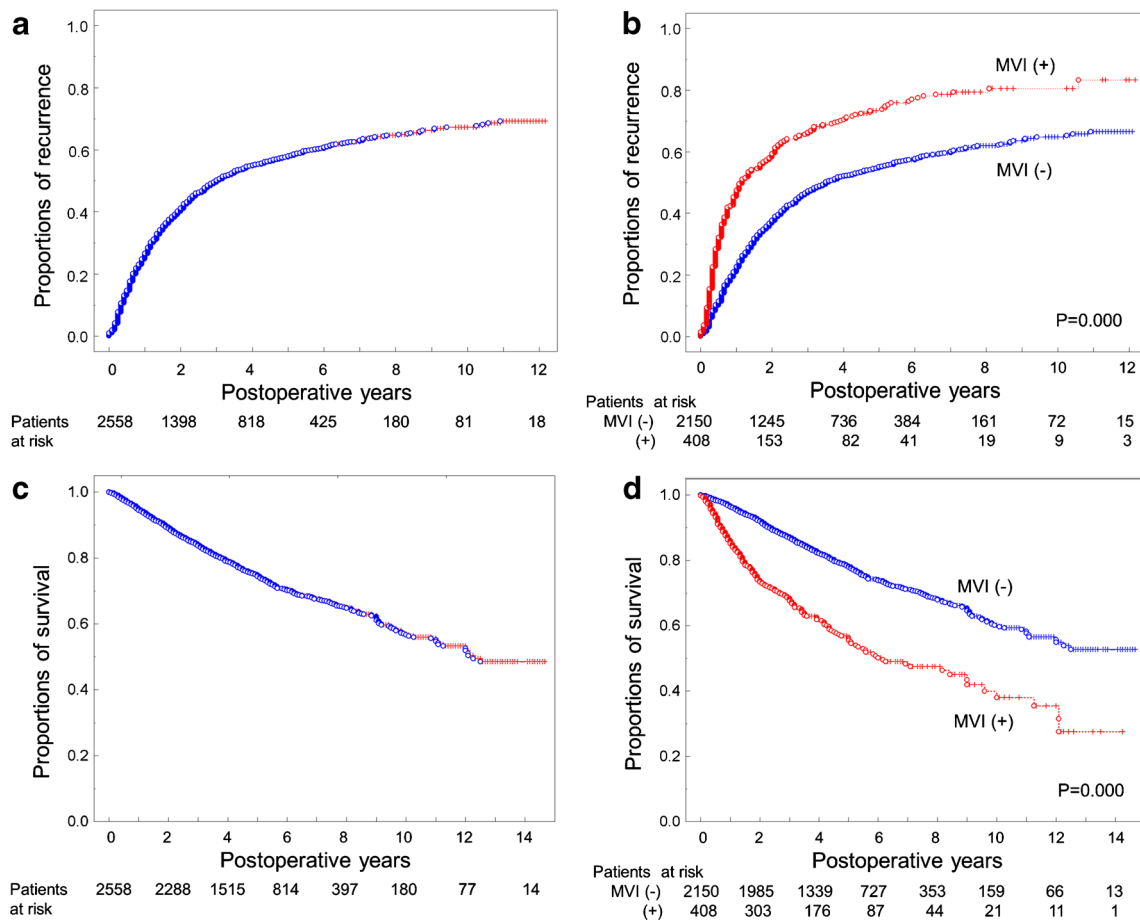 a
1.0
0.8
0.6
0.4
0.2
0.0
Proportions of recurrence
0 2 4 6 8 10 12
Postoperative years
Patients at risk 2558 1398 818 425 180 81 18
b
1.0
0.8
0.6
0.4
0.2
0.0
Proportions of recurrence
MVI (+)
MVI (-)
P=0.000
0 2 4 6 8 10 12
Postoperative years
Patients at risk
MVI (-) 2150 1245 736 384 161 72 15
(+) 408 153 82 41 19 9 3
c
1.0
0.8
0.6
0.4
0.2
0.0
Proportions of survival
0 2 4 6 8 10 12 14
Postoperative years
Patients at risk 2558 2288 1515 814 397 180 77 14
d
1.0
0.8
0.6
0.4
0.2
0.0
Proportions of survival
MVI (-)
MVI (+)
P=0.000
0 2 4 6 8 10 12 14
Postoperative years
Patients at risk
MVI (-) 2150 1985 1339 727 353 159 66 13
(+) 408 303 176 87 44 21 11 1